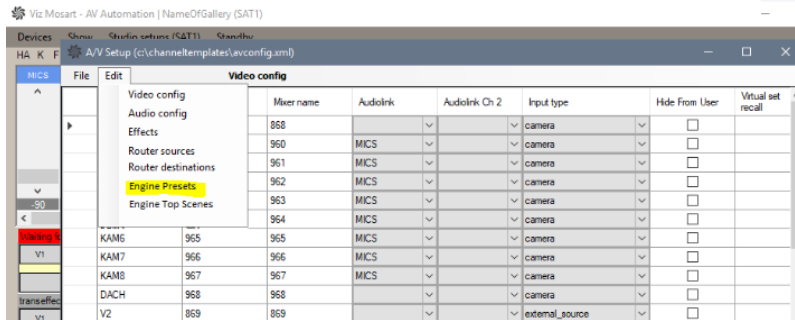 Viz Mosart - AV Automation | NameOfGallery (SAT1)
Devices Show Studio setups (SAT1) Standby
HA K F
A/V Setup (c:\channeltemplates\avconfig.xml)
MICS
File Edit Video config
Video config
Audio config
Effects
Router sources
Router destinations
Engine Presets
Engine Top Scenes
Mixer name Audiolink Audiolink Ch 2 Input type Hide From User Virtual set recall
868 camera
960 MICS camera
961 MICS camera
962 MICS camera
963 MICS camera
964 MICS camera
KAM6 965 965 MICS camera
KAM7 966 966 MICS camera
KAM8 967 967 MICS camera
DACH 968 968 camera
V2 869 869 external_source
-90
Waiting
V1
transeffec
V1